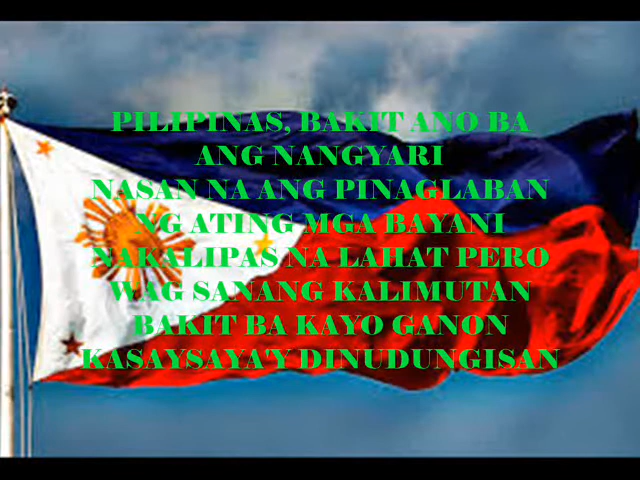 PILIPINAS, BAKIT ANO BA
ANG NANGYARI
NASAN NA ANG PINAGLABAN
NG ATING MGA BAYANI
NAKALIPAS NA LAHAT PERO
WAG SANANG KALIMUTAN
BAKIT BA KAYO GANON
KASAYSAYA'Y DINUDUNGISAN